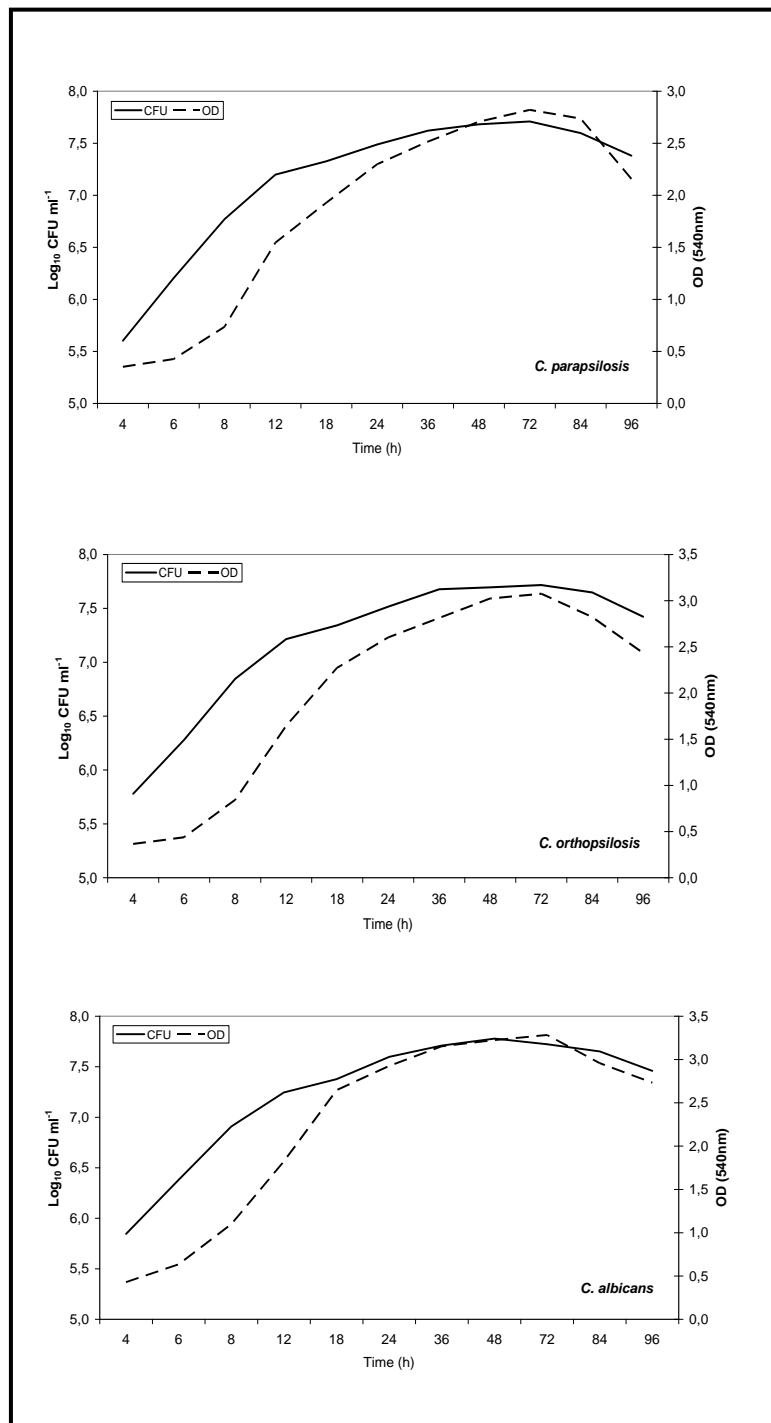 8,0
7,5
7,0
6,5
6,0
5,5
5,0
Log₁₀ CFU ml⁻¹
CFU OD
3,0
2,5
2,0
1,5
1,0
0,5
0,0
OD (540nm)
C. parapsilosis
4 6 8 12 18 24 36 48 72 84 96
Time (h)
8,0
7,5
7,0
6,5
6,0
5,5
5,0
Log₁₀ CFU ml⁻¹
CFU OD
3,5
3,0
2,5
2,0
1,5
1,0
0,5
0,0
OD (540nm)
C. orthopsilosis
4 6 8 12 18 24 36 48 72 84 96
Time (h)
8,0
7,5
7,0
6,5
6,0
5,5
5,0
Log₁₀ CFU ml⁻¹
CFU OD
3,5
3,0
2,5
2,0
1,5
1,0
0,5
0,0
OD (540nm)
C. albicans
4 6 8 12 18 24 36 48 72 84 96
Time (h)